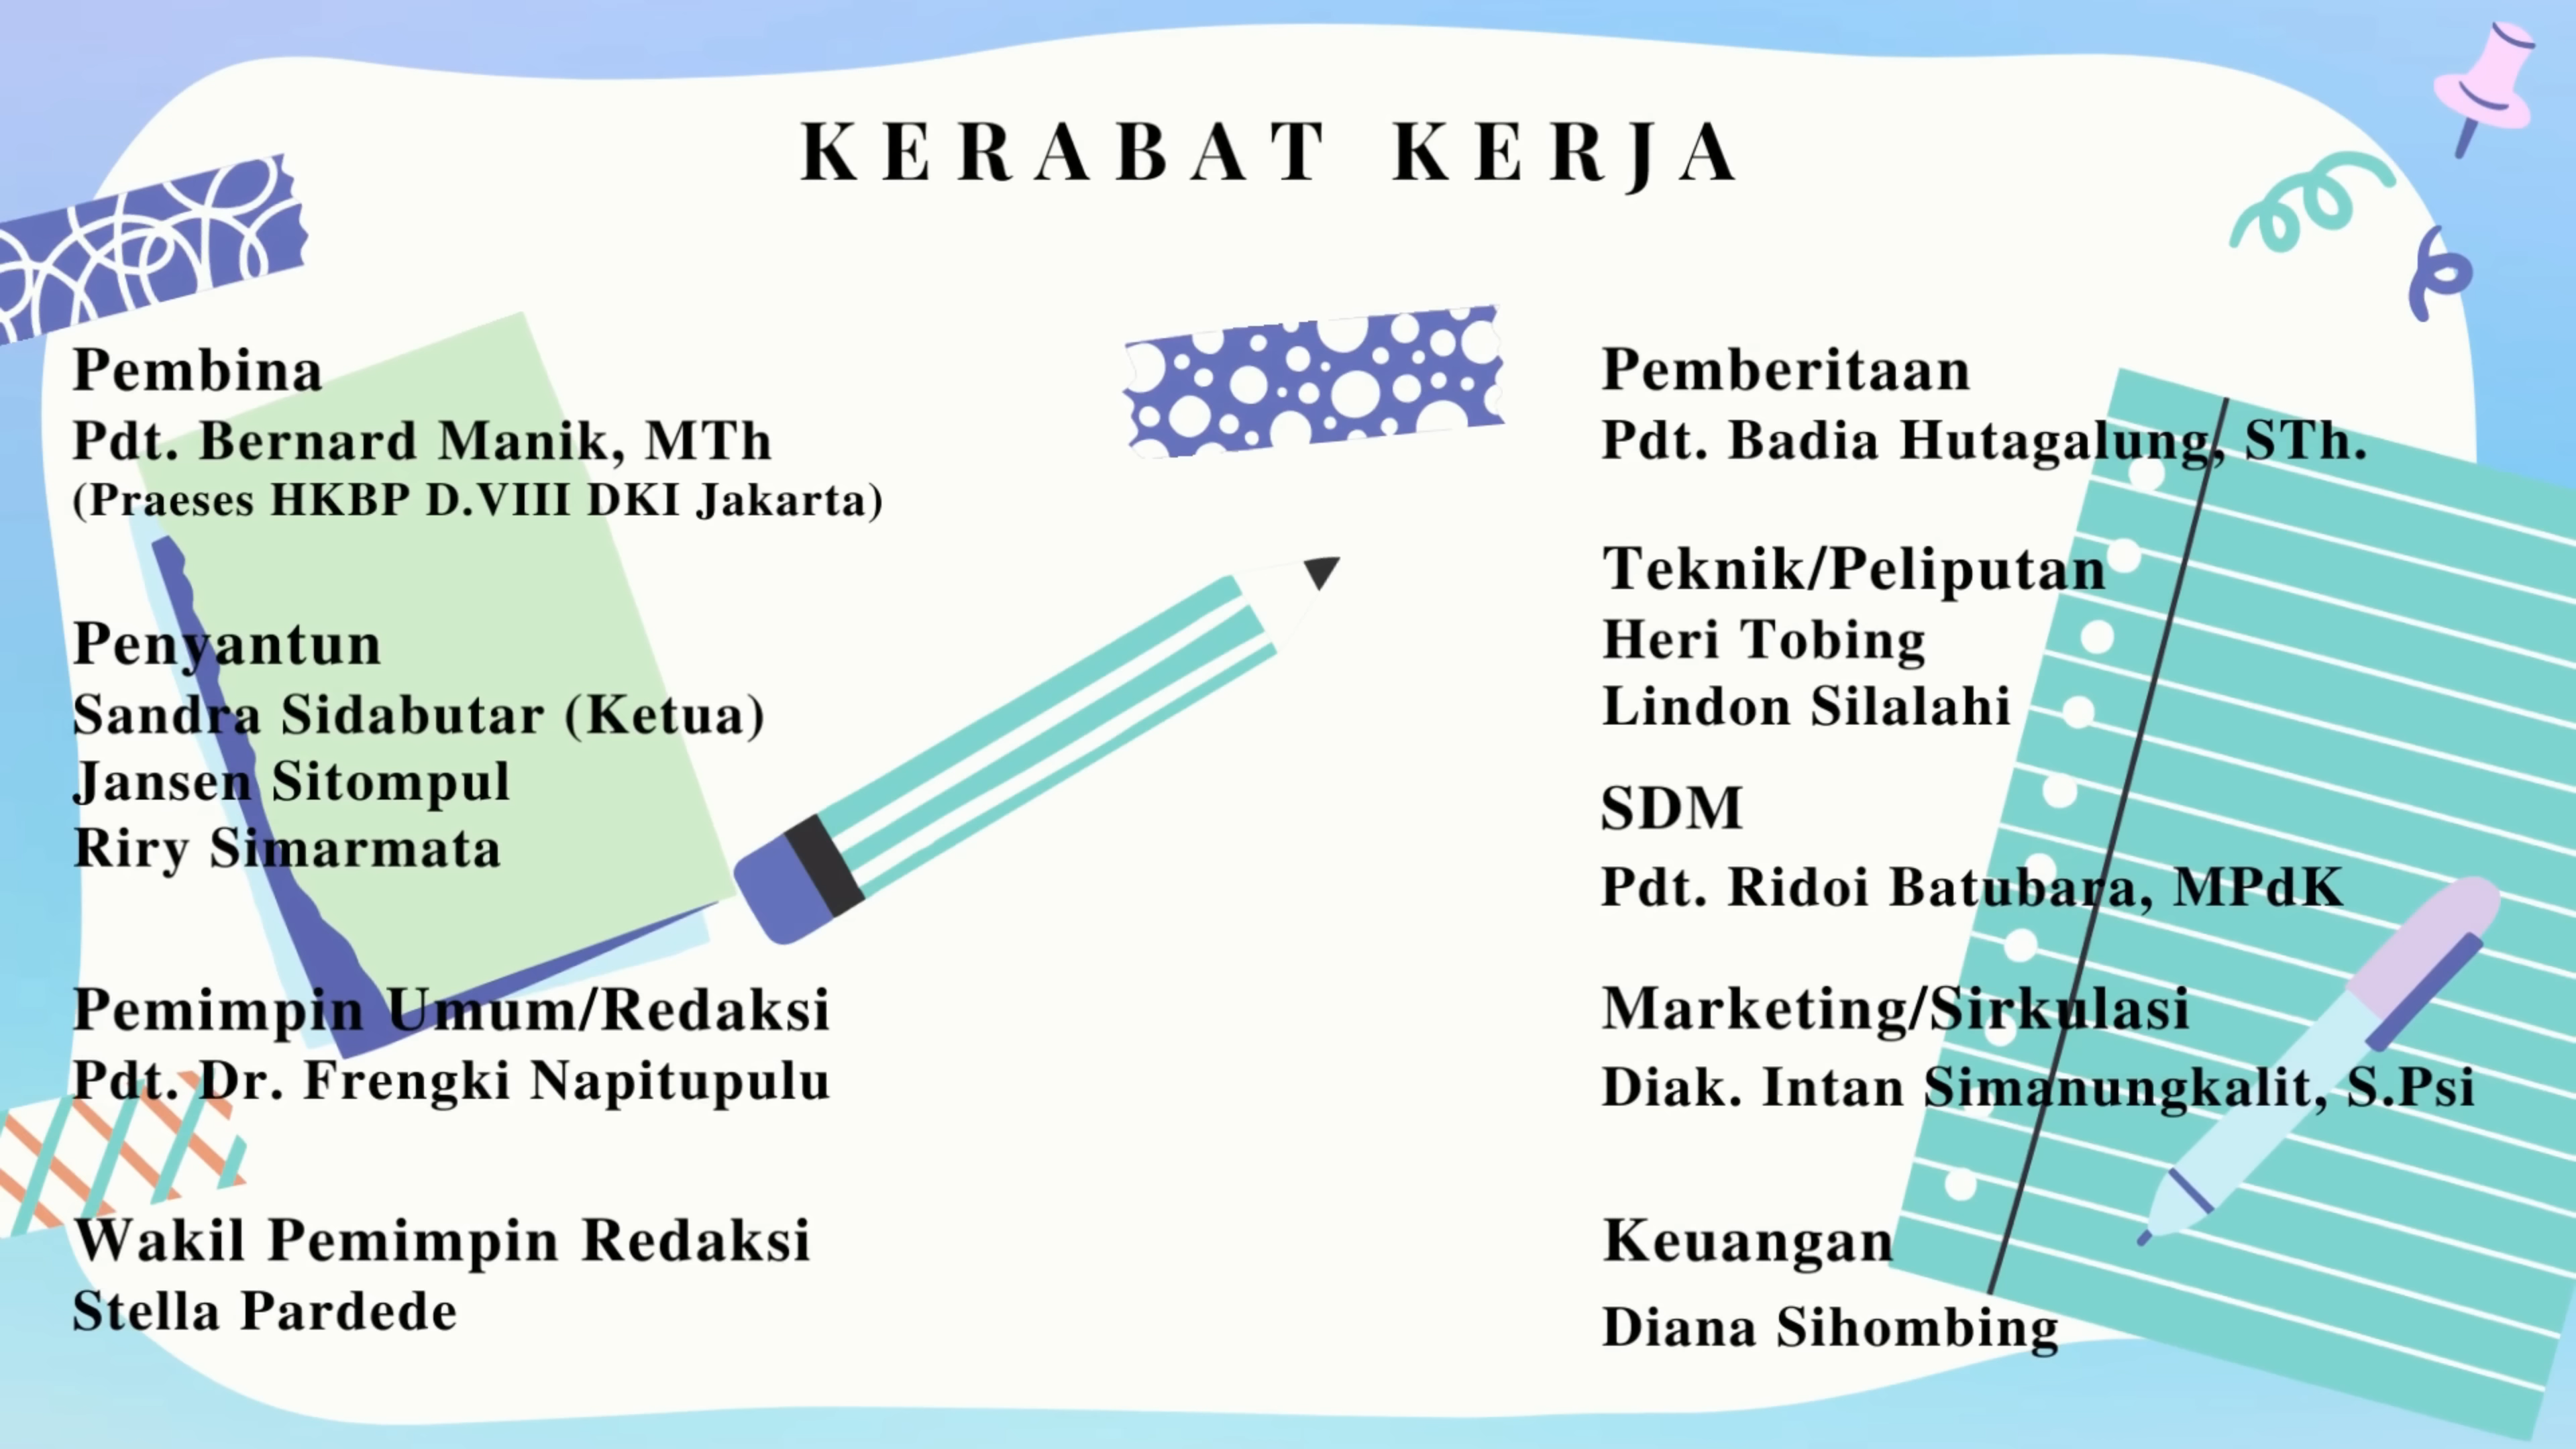 KERABAT KERJA
Pembina
Pdt. Bernard Manik, MTh
(Praeses HKBP D.VIII DKI Jakarta)
Penyantun
Sandra Sidabutar (Ketua)
Jansen Sitompul
Riry Simarmata
Pemimpin Umum/Redaksi
Pdt. Dr. Frengki Napitupulu
Wakil Pemimpin Redaksi
Stella Pardede
Pemberitaan
Pdt. Badia Hutagalung, STh.
Teknik/Peliputan
Heri Tobing
Lindon Silalahi
SDM
Pdt. Ridoi Batubara, MPdK
Marketing/Sirkulasi
Diak. Intan Simanungkalit, S.Psi
Keuangan
Diana Sihombing